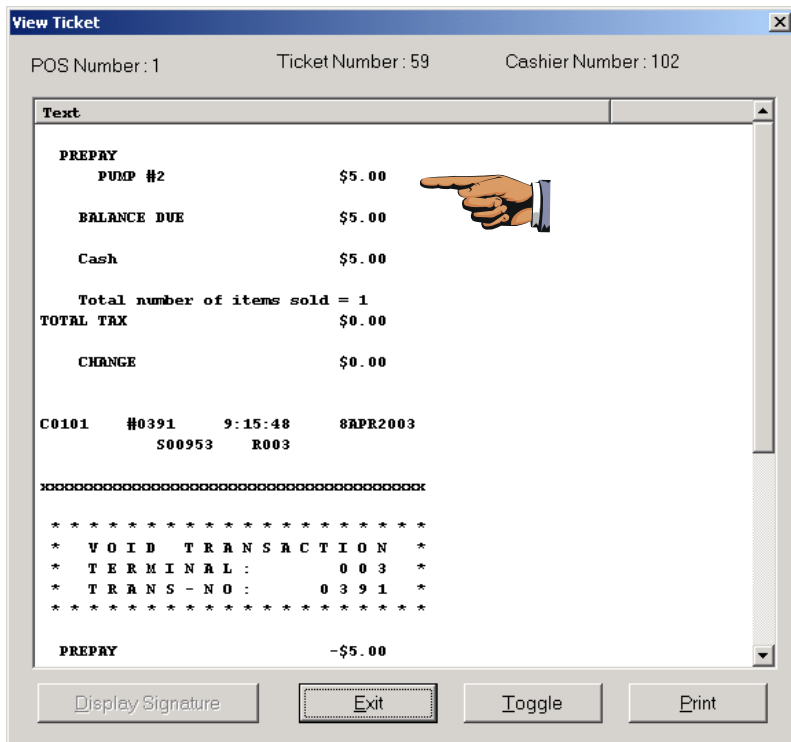 View Ticket
POS Number : 1 Ticket Number : 59 Cashier Number : 102
Text
PREPAY
PUMP #2 $5.00
BALANCE DUE $5.00
Cash $5.00
Total number of items sold = 1
TOTAL TAX $0.00
CHANGE $0.00
C0101 #0391 9:15:48 8APR2003
S00953 R003
xxxxxxxxxxxxxxxxxxxxxxxxxxxxxxxxxxxxxxxx
* * * * * * * * * * * * * * * * * * * *
* V O I D T R A N S A C T I O N *
* T E R M I N A L : 0 0 3 *
* T R A N S - N O : 0 3 9 1 *
* * * * * * * * * * * * * * * * * * * *
PREPAY -$5.00
Display Signature Exit Toggle Print